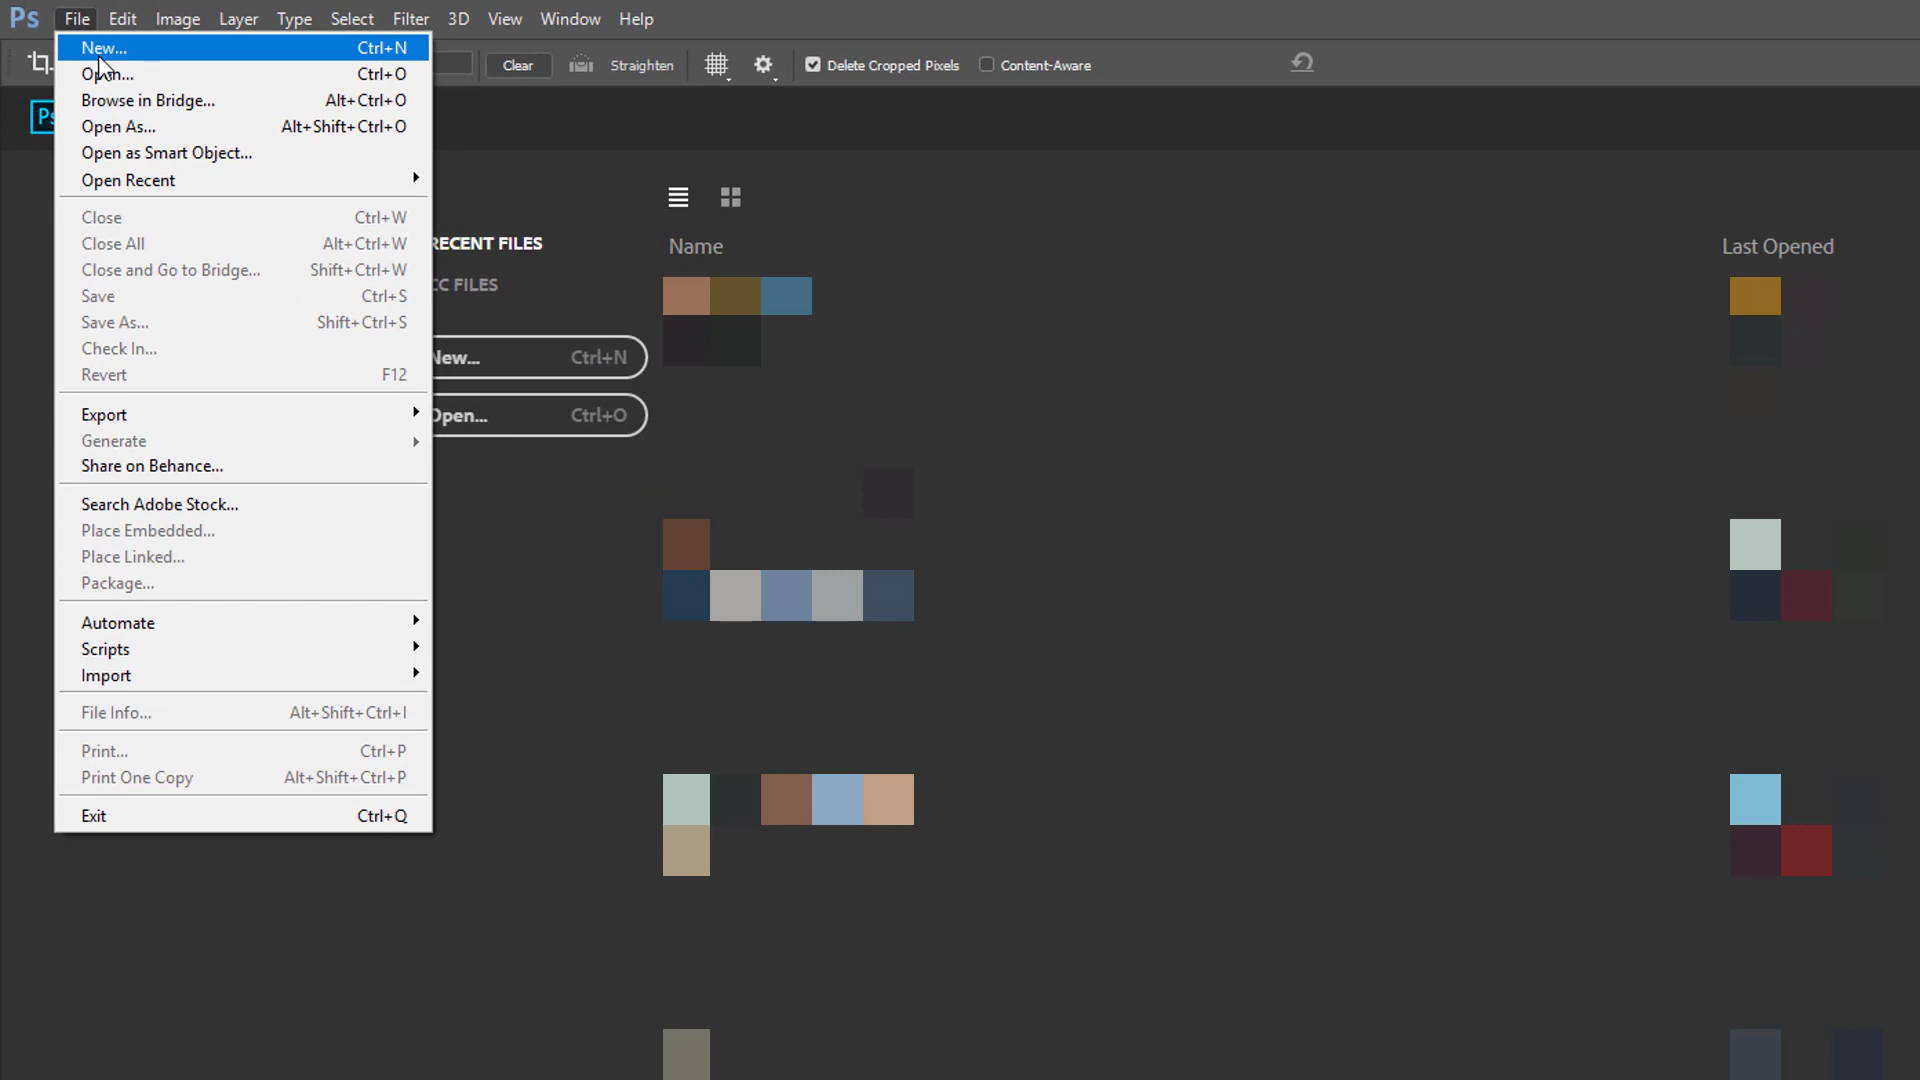 Ps File Edit Image Layer Type Select Filter 3D View Window Help
Clear Straighten Delete Cropped Pixels Content-Aware
Ps
New... Ctrl+N
Open... Ctrl+O
Browse in Bridge... Alt+Ctrl+O
Open As... Alt+Shift+Ctrl+O
Open as Smart Object...
Open Recent
Close Ctrl+W
Close All Alt+Ctrl+W
Close and Go to Bridge... Shift+Ctrl+W
Save Ctrl+S
Save As... Shift+Ctrl+S
Check In...
Revert F12
Export
Generate
Share on Behance...
Search Adobe Stock...
Place Embedded...
Place Linked...
Package...
Automate
Scripts
Import
File Info... Alt+Shift+Ctrl+I
Print... Ctrl+P
Print One Copy Alt+Shift+Ctrl+P
Exit Ctrl+Q
RECENT FILES
CC FILES
New... Ctrl+N
Open... Ctrl+O
Name Last Opened